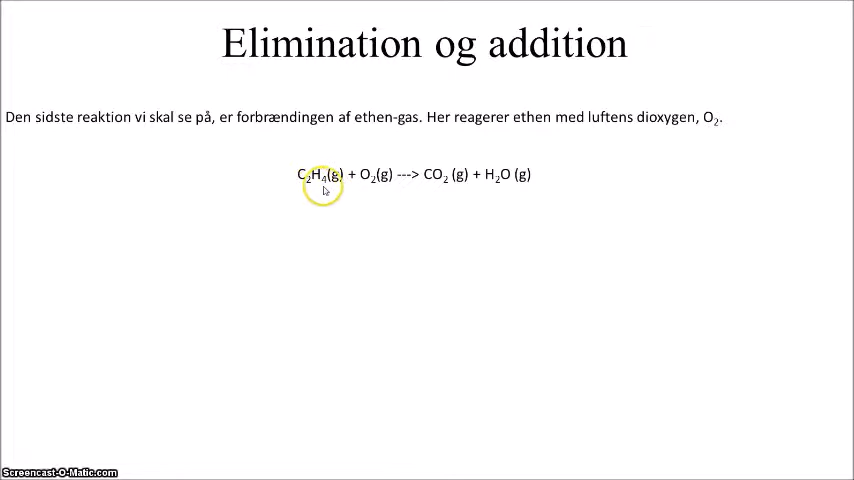 Elimination og addition
Den sidste reaktion vi skal se på, er forbrændingen af ethen-gas. Her reagerer ethen med luftens dioxygen, O₂.
C₂H₄(g) + O₂(g) ---> CO₂ (g) + H₂O (g)
Screencast-O-Matic.com